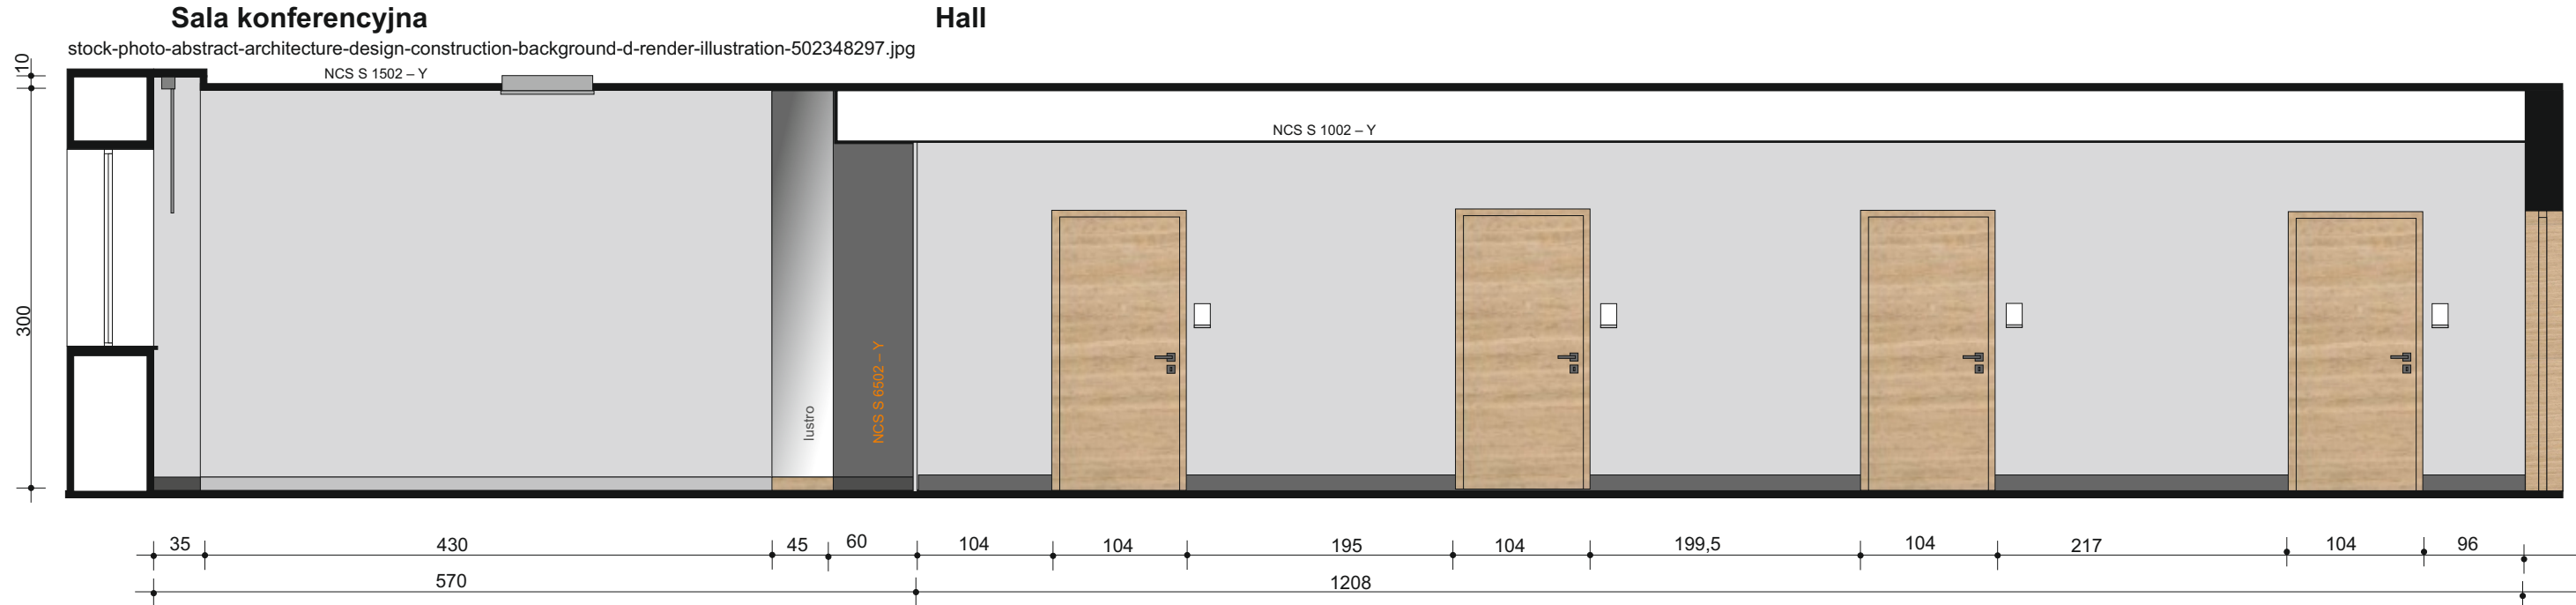 Sala konferencyjna
Hall
stock-photo-abstract-architecture-design-construction-background-d-render-illustration-502348297.jpg
10
NCS S 1502 – Y
NCS S 1002 – Y
300
lustro
NCS S 6502 – Y
35 430 45 60 104 104 195 104 199,5 104 217 104 96
570 1208